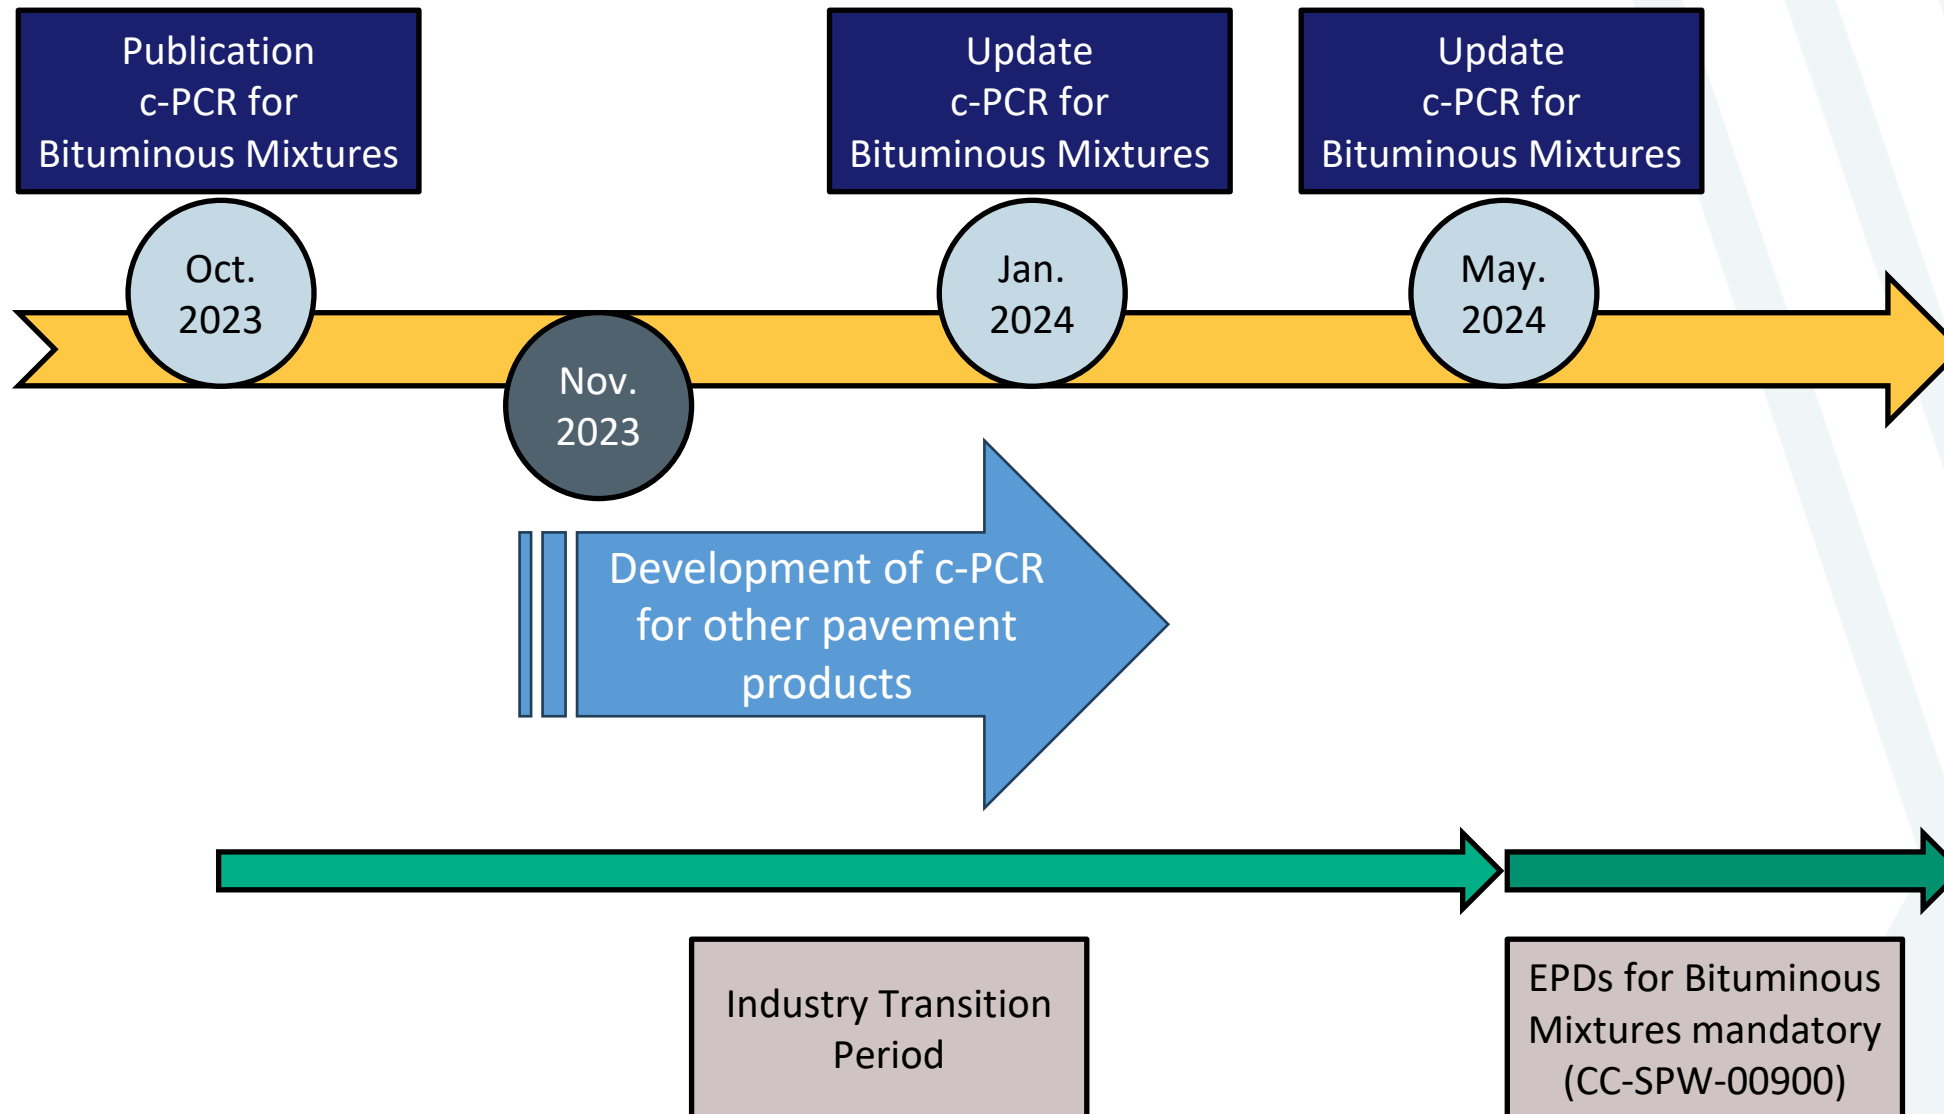 Publication
c-PCR for
Bituminous Mixtures
Update
c-PCR for
Bituminous Mixtures
Update
c-PCR for
Bituminous Mixtures
Oct.
2023
Jan.
2024
May.
2024
Nov.
2023
Development of c-PCR
for other pavement
products
Industry Transition
Period
EPDs for Bituminous
Mixtures mandatory
(CC-SPW-00900)